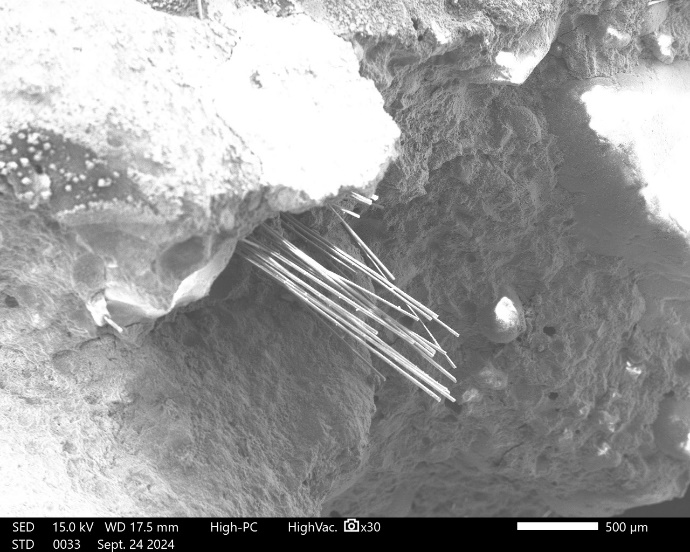 SED 15.0 kV WD 17.5 mm High-PC HighVac. x30 500 µm
STD 0033 Sept. 24 2024